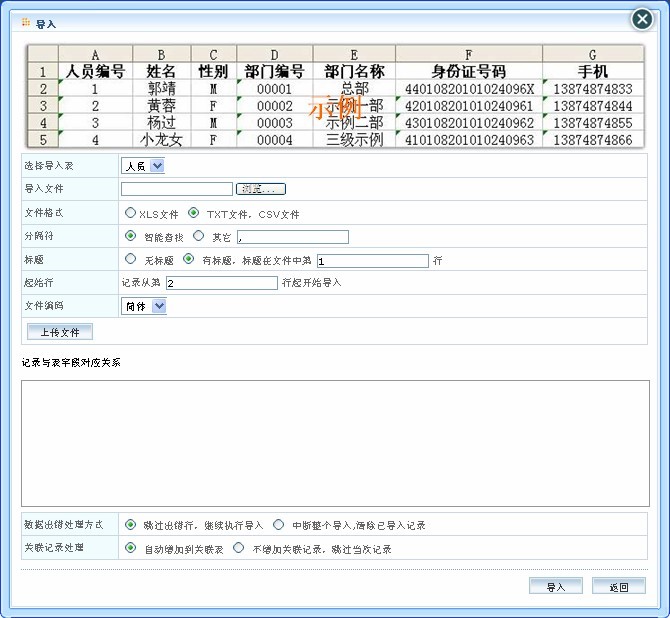 导入
A B C D E F G
1 人员编号 姓名 性别 部门编号 部门名称 身份证号码 手机
2 1 郭靖 M 00001 总部 44010820101024096X 13874874833
3 2 黄蓉 F 00002 示例一部 420108201010240961 13874874844
4 3 杨过 M 00003 示例二部 430108201010240962 13874874855
5 4 小龙女 F 00004 三级示例 410108201010240963 13874874866
示例
选择导入表 人员
导入文件 浏览...
文件格式 XLS文件 TXT文件，CSV文件
分隔符 智能查找 其它 ,
标题 无标题 有标题，标题在文件中第 1 行
起始行 记录从第 2 行起开始导入
文件编码 简体
上传文件
记录与表字段对应关系
数据出错处理方式 跳过出错行，继续执行导入 中断整个导入,清除已导入记录
关联记录处理 自动增加到关联表 不增加关联记录，跳过当次记录
导入 返回